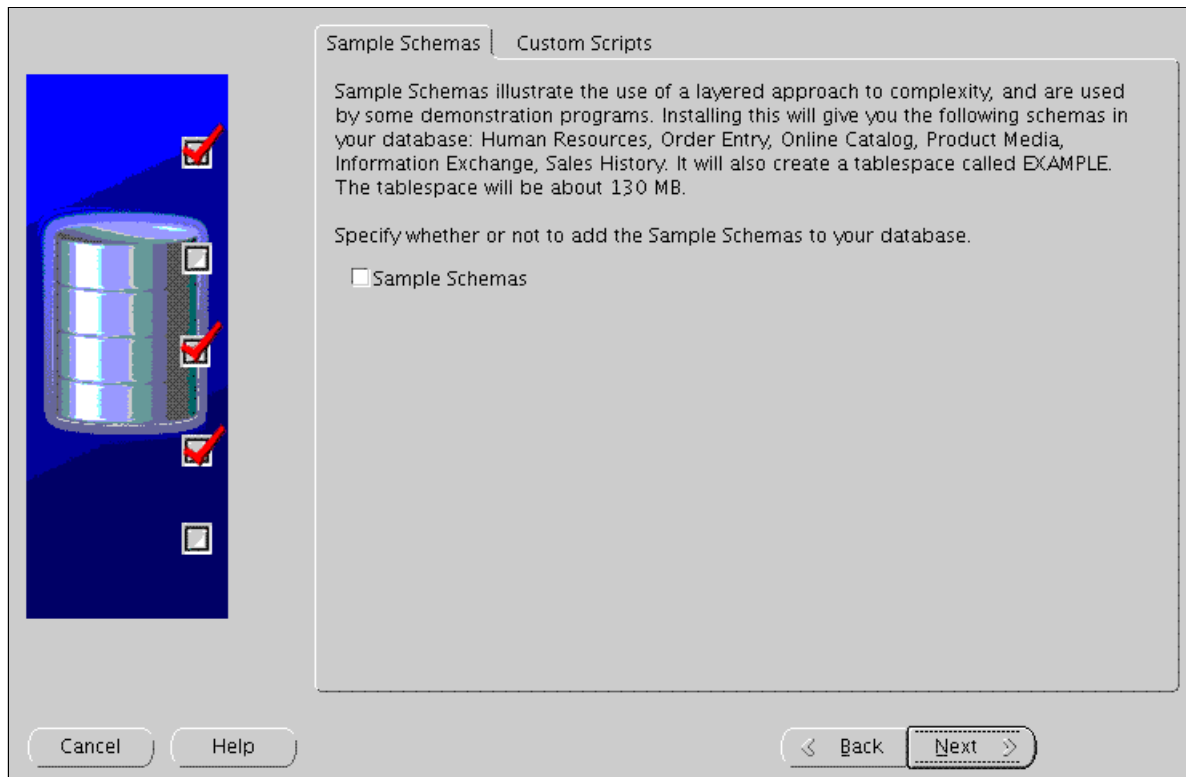 Sample Schemas
Custom Scripts
Sample Schemas illustrate the use of a layered approach to complexity, and are used
by some demonstration programs. Installing this will give you the following schemas in
your database: Human Resources, Order Entry, Online Catalog, Product Media,
Information Exchange, Sales History. It will also create a tablespace called EXAMPLE.
The tablespace will be about 130 MB.
Specify whether or not to add the Sample Schemas to your database.
Sample Schemas
Cancel
Help
Back
Next